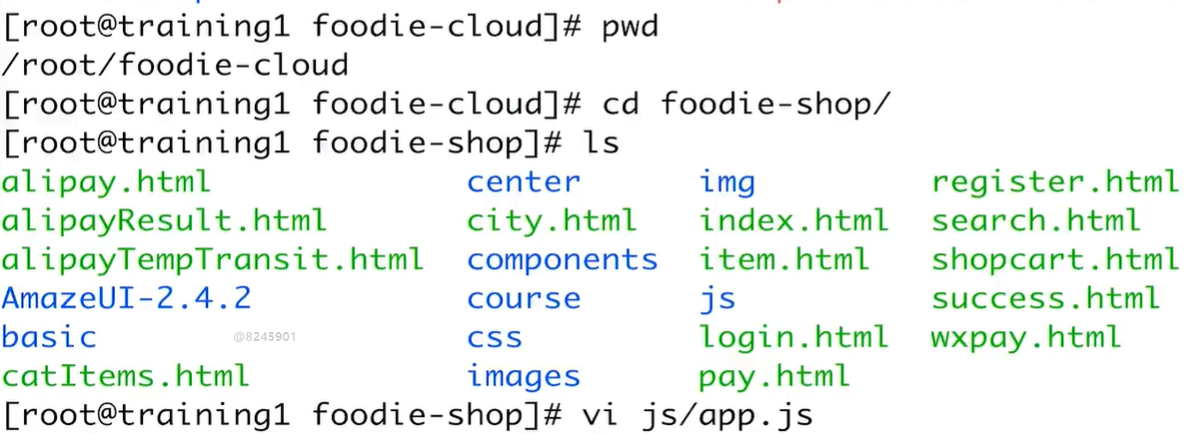 [root@training1 foodie-cloud]# pwd
/root/foodie-cloud
[root@training1 foodie-cloud]# cd foodie-shop/
[root@training1 foodie-shop]# ls
alipay.html center img register.html
alipayResult.html city.html index.html search.html
alipayTempTransit.html components item.html shopcart.html
AmazeUI-2.4.2 course js success.html
basic @8245901 css login.html wxpay.html
catItems.html images pay.html
[root@training1 foodie-shop]# vi js/app.js